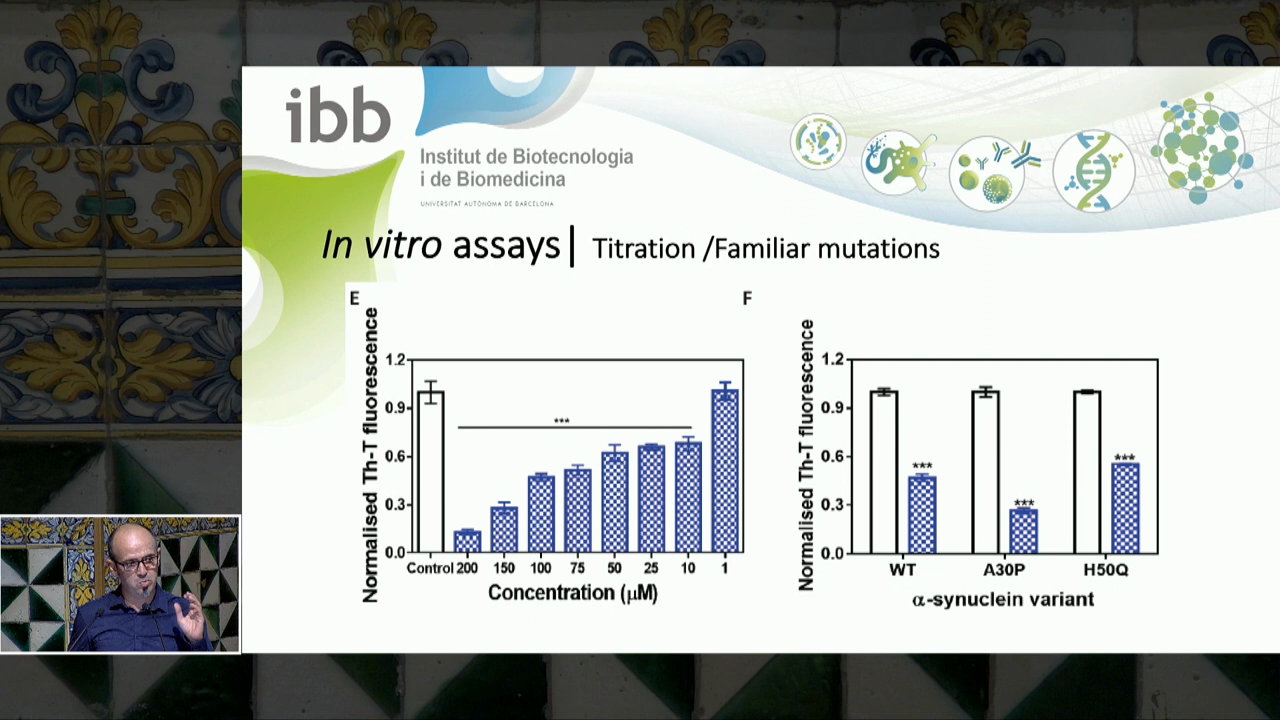 ibb
Institut de Biotecnologia
i de Biomedicina
UNIVERSITAT AUTÒNOMA DE BARCELONA
In vitro assays| Titration /Familiar mutations
E
Normalised Th-T fluorescence
1.2
0.9
0.6
0.3
0.0
***
Control 200 150 100 75 50 25 10 1
Concentration (μM)
F
Normalised Th-T fluorescence
1.2
0.9
0.6
0.3
0.0
***
***
***
WT A30P H50Q
α-synuclein variant